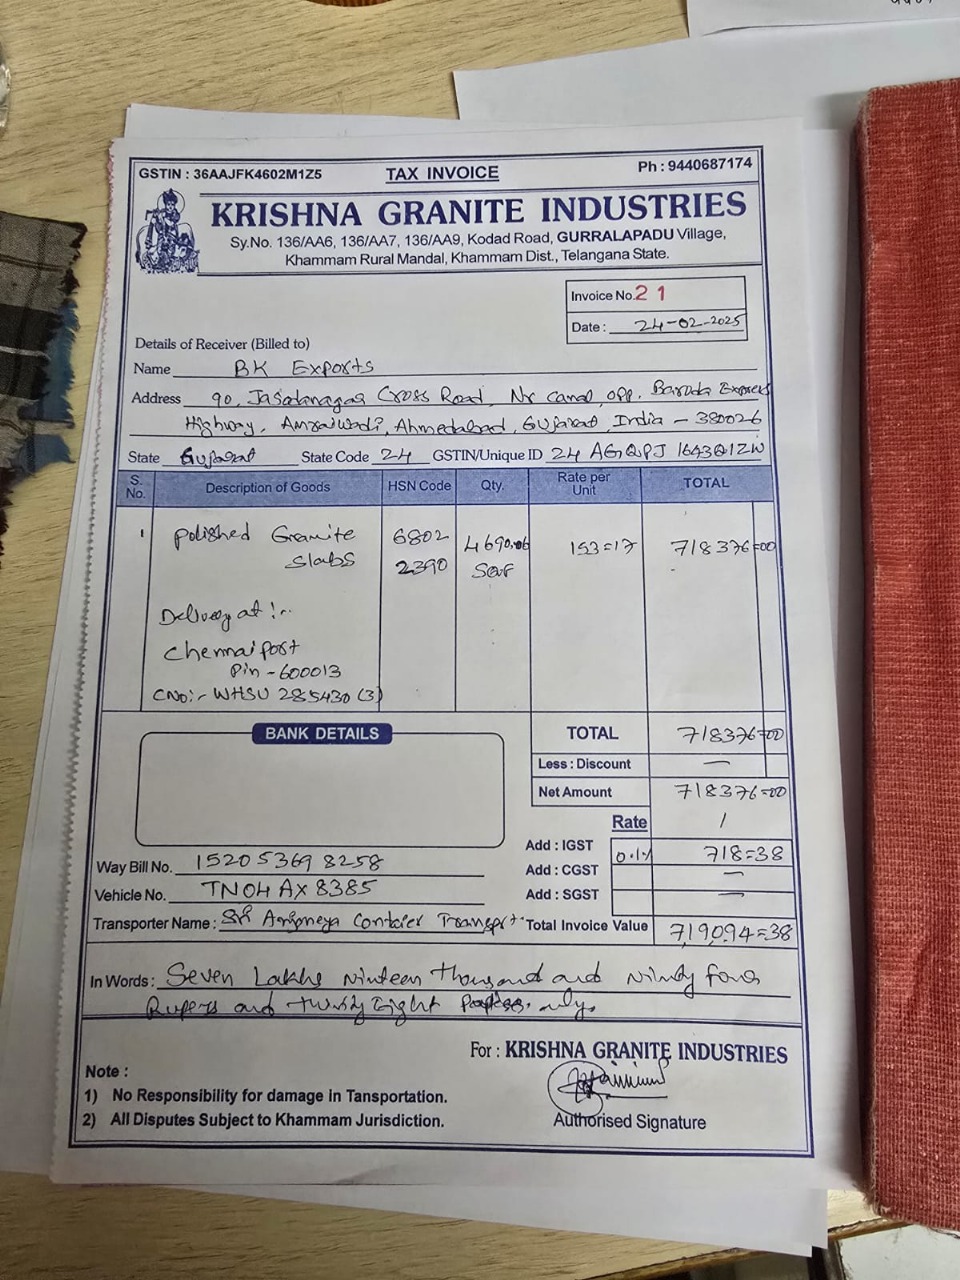 GSTIN : 36AAJFK4602M1Z5 TAX INVOICE Ph : 9440687174
KRISHNA GRANITE INDUSTRIES
Sy.No. 136/AA6, 136/AA7, 136/AA9, Kodad Road, GURRALAPADU Village,
Khammam Rural Mandal, Khammam Dist., Telangana State.
Invoice No. 21
Date : 24-02-2025
Details of Receiver (Billed to)
Name BK Exports
Address 90, Jasodanagar Cross Road, Nr Canal, opp. Baroda Express
Highway, Amraiwadi, Ahmedabad, Gujarat, India - 380026
State Gujarat State Code 24 GSTIN/Unique ID 24 AGQPJ 1643Q1ZW
S. No. Description of Goods HSN Code Qty. Rate per Unit TOTAL
1 Polished Granite 6802 4690.06 153=17 718376=00
Slabs 2390 Sqr
Delivery at :-
Chennai port
Pin - 600013
CNo:- WHSU 285430 (3)
BANK DETAILS
TOTAL 718376=00
Less : Discount —
Net Amount 718376=00
Rate /
Add : IGST 0.1% 718=38
Add : CGST —
Add : SGST —
Way Bill No. 1520 5369 8258
Vehicle No. TN04 AX 8385
Transporter Name : Sri Transport Total Invoice Value 719094=38
In Words : Seven Lakhs Ninteen thousand and Nindy four
Rupees and Eight only.
For : KRISHNA GRANITE INDUSTRIES
Note :
1) No Responsibility for damage in Tansportation.
2) All Disputes Subject to Khammam Jurisdiction.
Authorised Signature